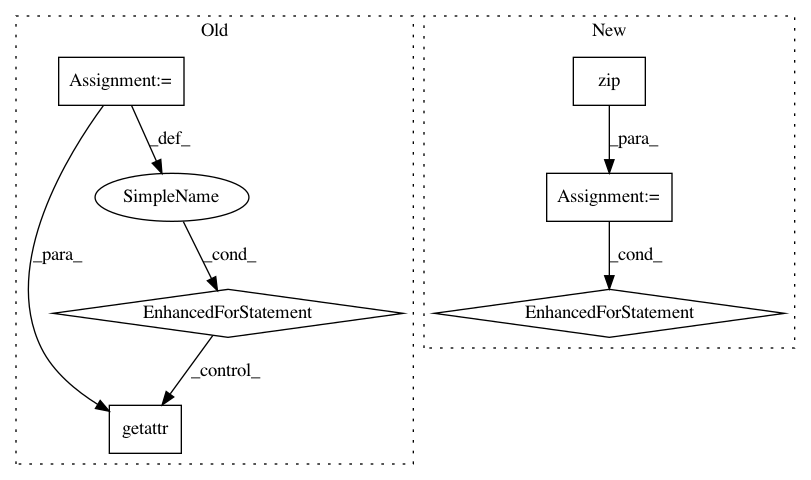 Old
New
Assignment:=
zip
_def_
_para_
SimpleName
Assignment:=
_para_
_cond_
_cond_
EnhancedForStatement
EnhancedForStatement
_control_
getattr